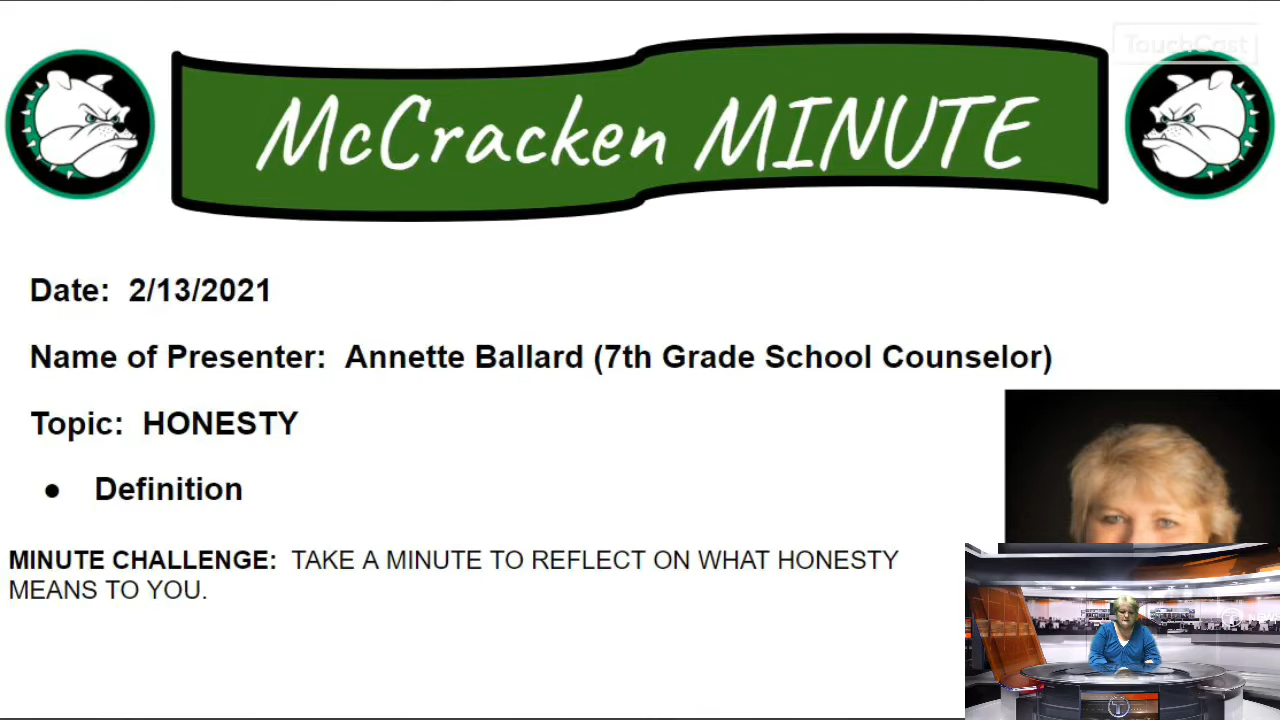 TouchCast
McCracken MINUTE
Date: 2/13/2021
Name of Presenter: Annette Ballard (7th Grade School Counselor)
Topic: HONESTY
● Definition
MINUTE CHALLENGE: TAKE A MINUTE TO REFLECT ON WHAT HONESTY
MEANS TO YOU.
T